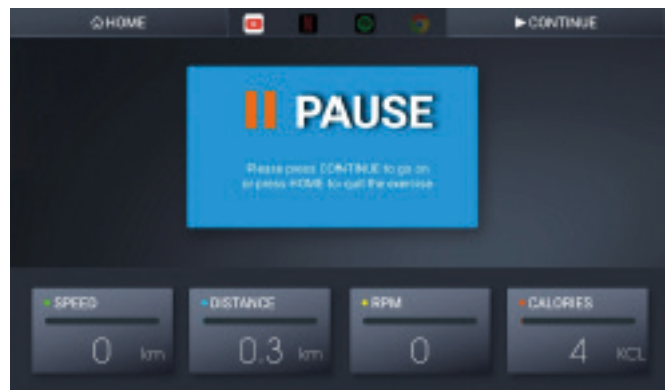 HOME
CONTINUE
PAUSE
Please press CONTINUE to go on
or press HOME to quit the exercise
SPEED
DISTANCE
RPM
CALORIES
0 km
0.3 km
0
4 KCL